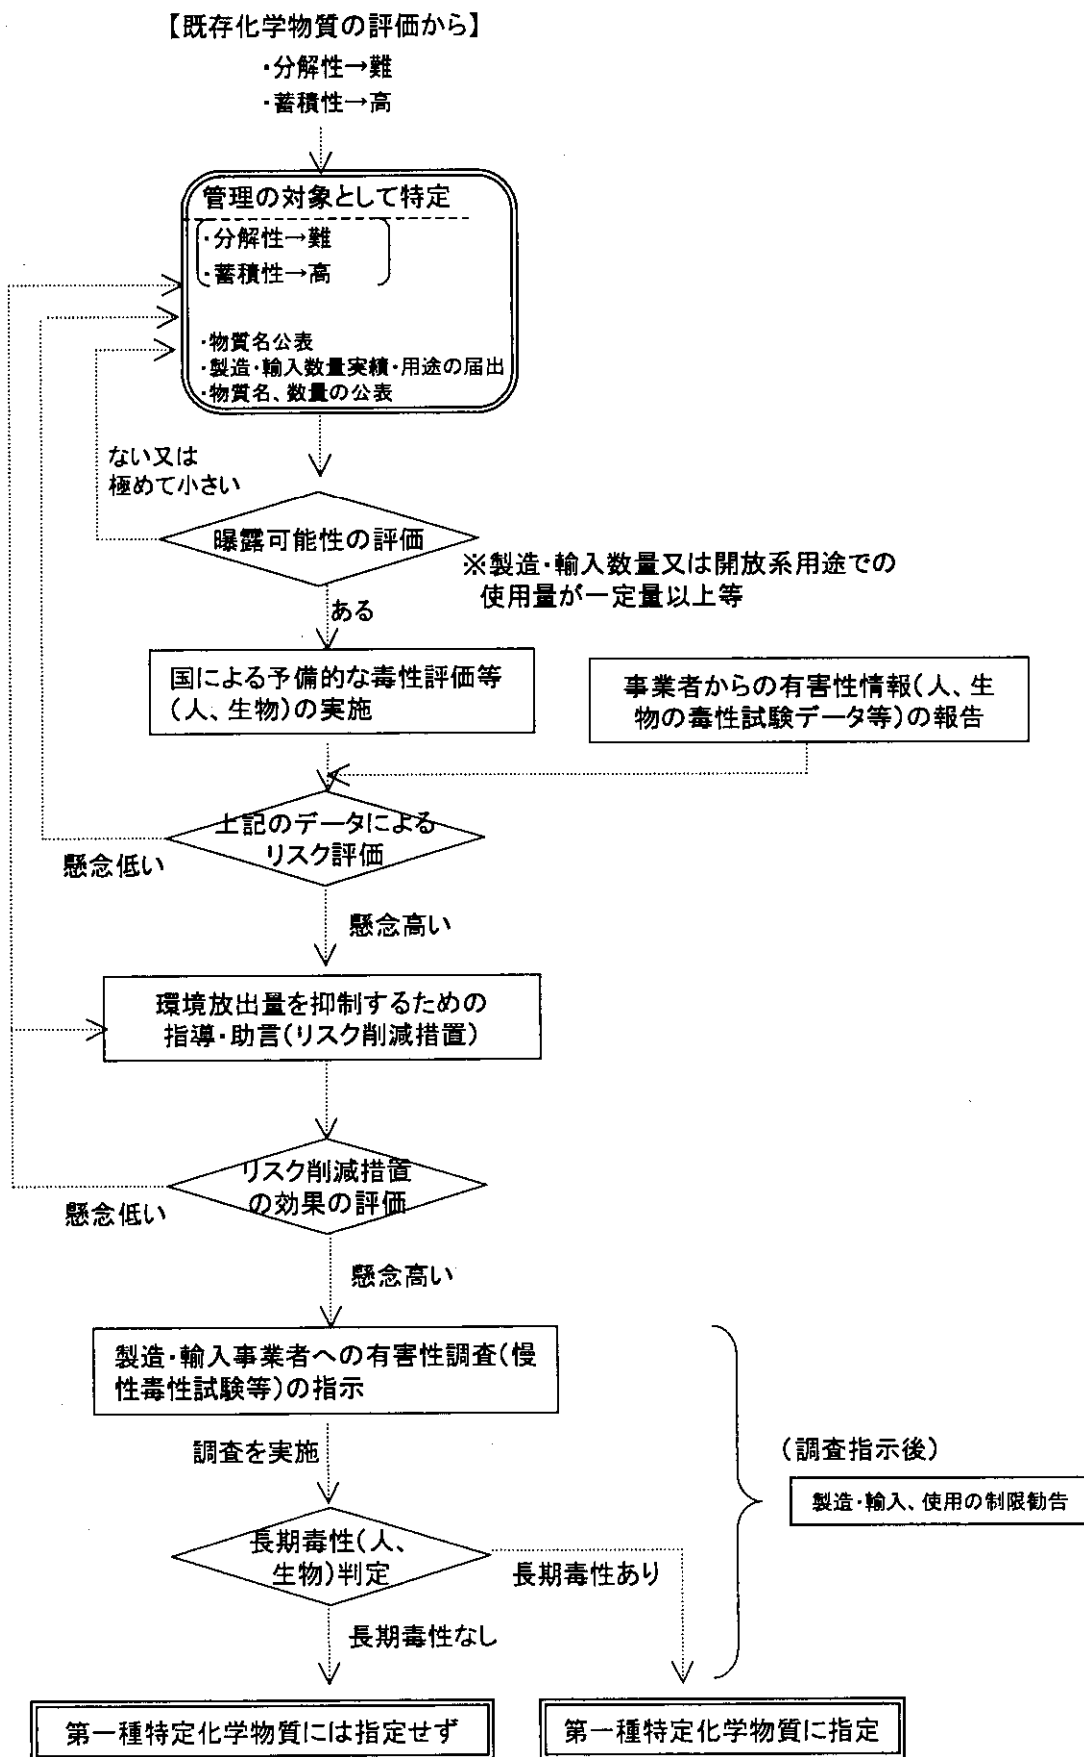 【既存化学物質の評価から】
・分解性→難
・蓄積性→高
管理の対象として特定
・分解性→難
・蓄積性→高
・物質名公表
・製造・輸入数量実績・用途の届出
・物質名、数量の公表
ない又は
極めて小さい
曝露可能性の評価
※製造・輸入数量又は開放系用途での
使用量が一定量以上等
ある
国による予備的な毒性評価等
(人、生物)の実施
事業者からの有害性情報(人、生
物の毒性試験データ等)の報告
上記のデータによる
リスク評価
懸念低い
懸念高い
環境放出量を抑制するための
指導・助言(リスク削減措置)
リスク削減措置
の効果の評価
懸念低い
懸念高い
製造・輸入事業者への有害性調査(慢
性毒性試験等)の指示
調査を実施
(調査指示後)
製造・輸入、使用の制限勧告
長期毒性(人、
生物)判定
長期毒性あり
長期毒性なし
第一種特定化学物質には指定せず
第一種特定化学物質に指定